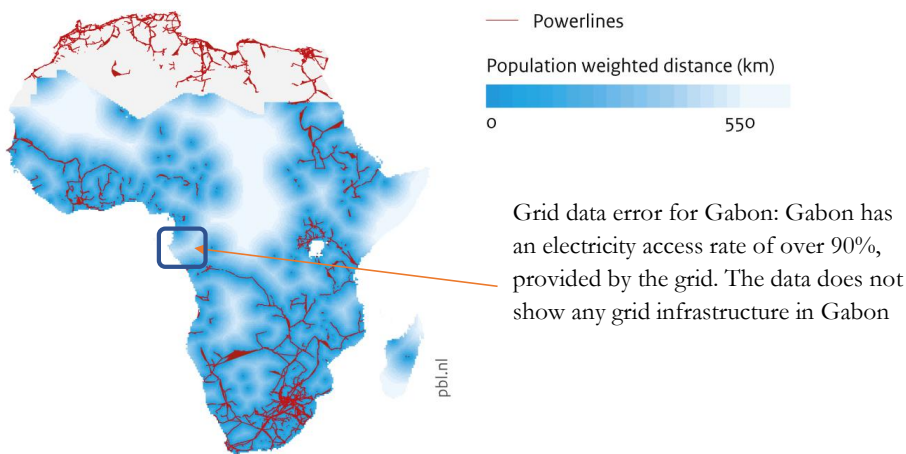 Powerlines
Population weighted distance (km)
0
550
Grid data error for Gabon: Gabon has
an electricity access rate of over 90%,
provided by the grid. The data does not
show any grid infrastructure in Gabon
pbl.nl